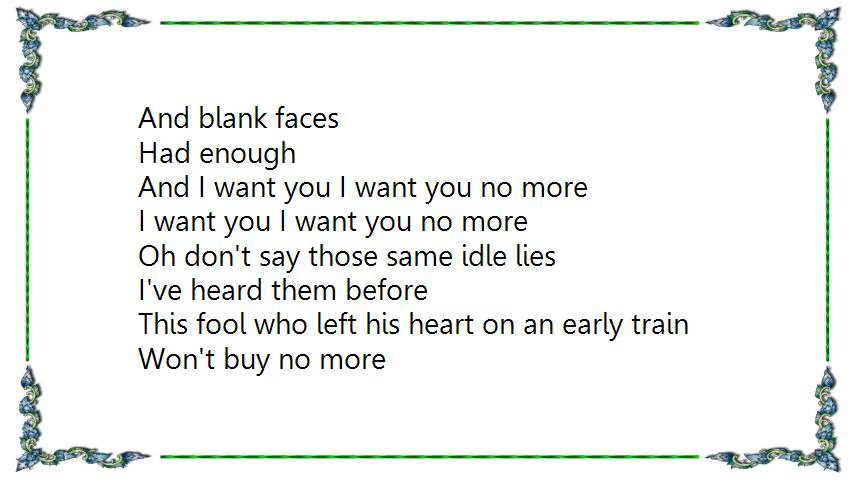 And blank faces
Had enough
And I want you I want you no more
I want you I want you no more
Oh don't say those same idle lies
I've heard them before
This fool who left his heart on an early train
Won't buy no more